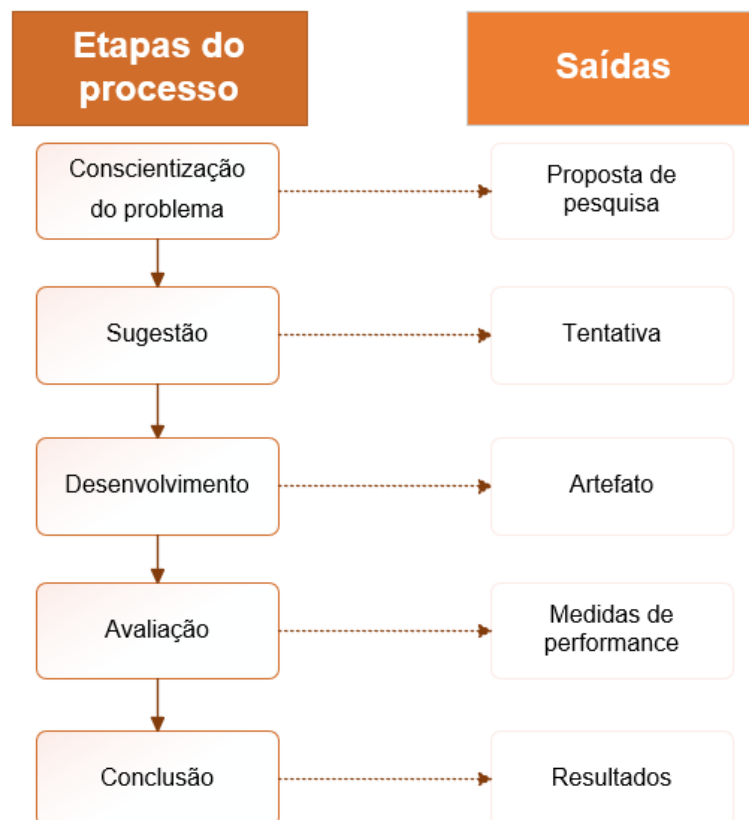 Etapas do
processo
Saídas
Conscientização
do problema
Proposta de
pesquisa
Sugestão
Tentativa
Desenvolvimento
Artefato
Avaliação
Medidas de
performance
Conclusão
Resultados